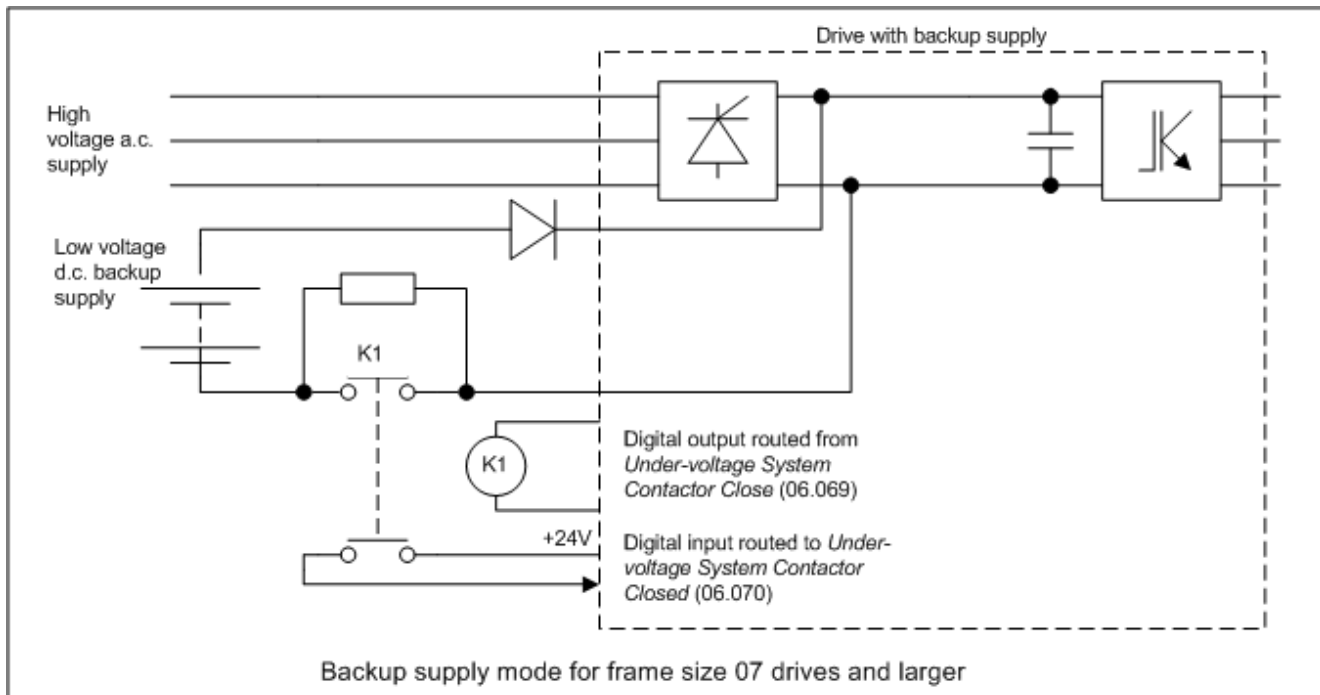 Drive with backup supply
High
voltage a.c.
supply
Low voltage
d.c. backup
supply
K1
K1
Digital output routed from
Under-voltage System
Contactor Close (06.069)
+24V
Digital input routed to Under-
voltage System Contactor
Closed (06.070)
Backup supply mode for frame size 07 drives and larger